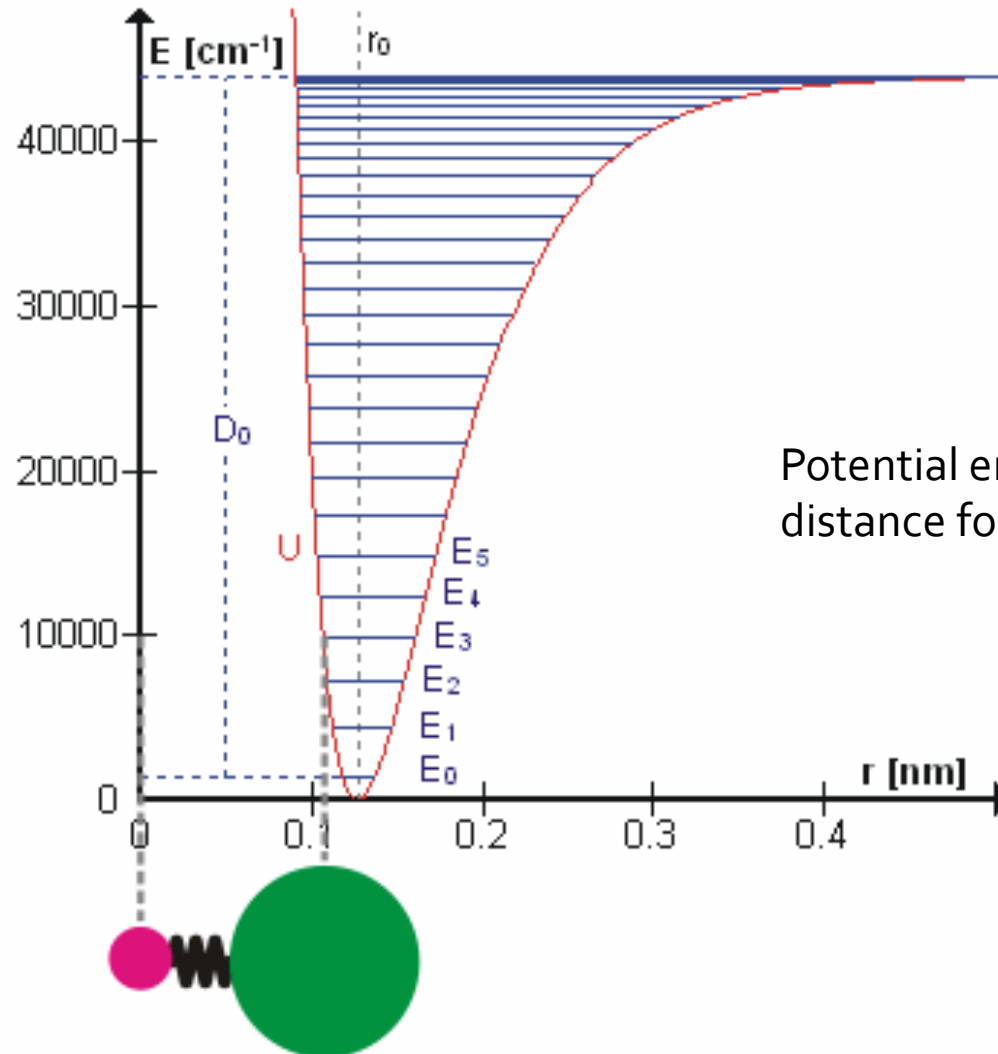 E [cm⁻¹]
r₀
40000
30000
D₀
20000
Potential e
distance fo
U
E₅
E₄
10000
E₃
E₂
E₁
E₀
r [nm]
0
0
0.1
0.2
0.3
0.4